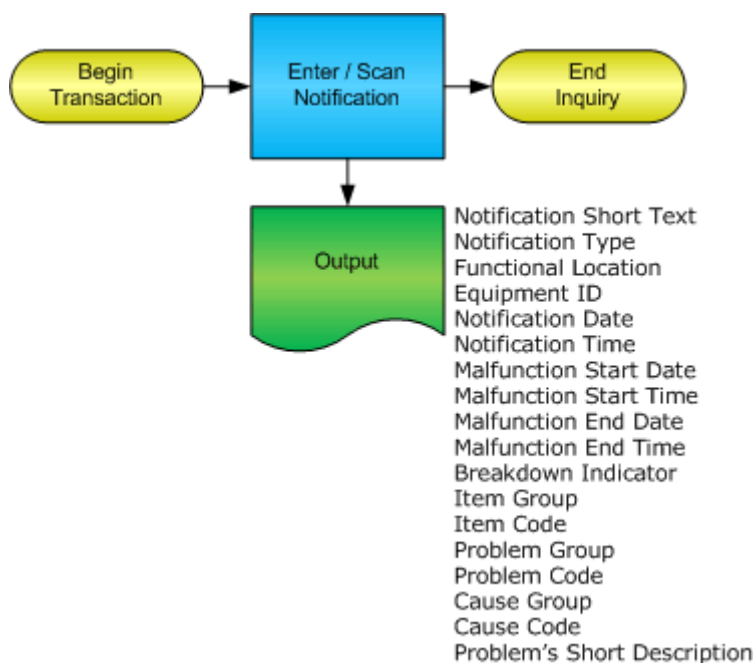 Begin
Transaction
Enter / Scan
Notification
End
Inquiry
Output
Notification Short Text
Notification Type
Functional Location
Equipment ID
Notification Date
Notification Time
Malfunction Start Date
Malfunction Start Time
Malfunction End Date
Malfunction End Time
Breakdown Indicator
Item Group
Item Code
Problem Group
Problem Code
Cause Group
Cause Code
Problem's Short Description